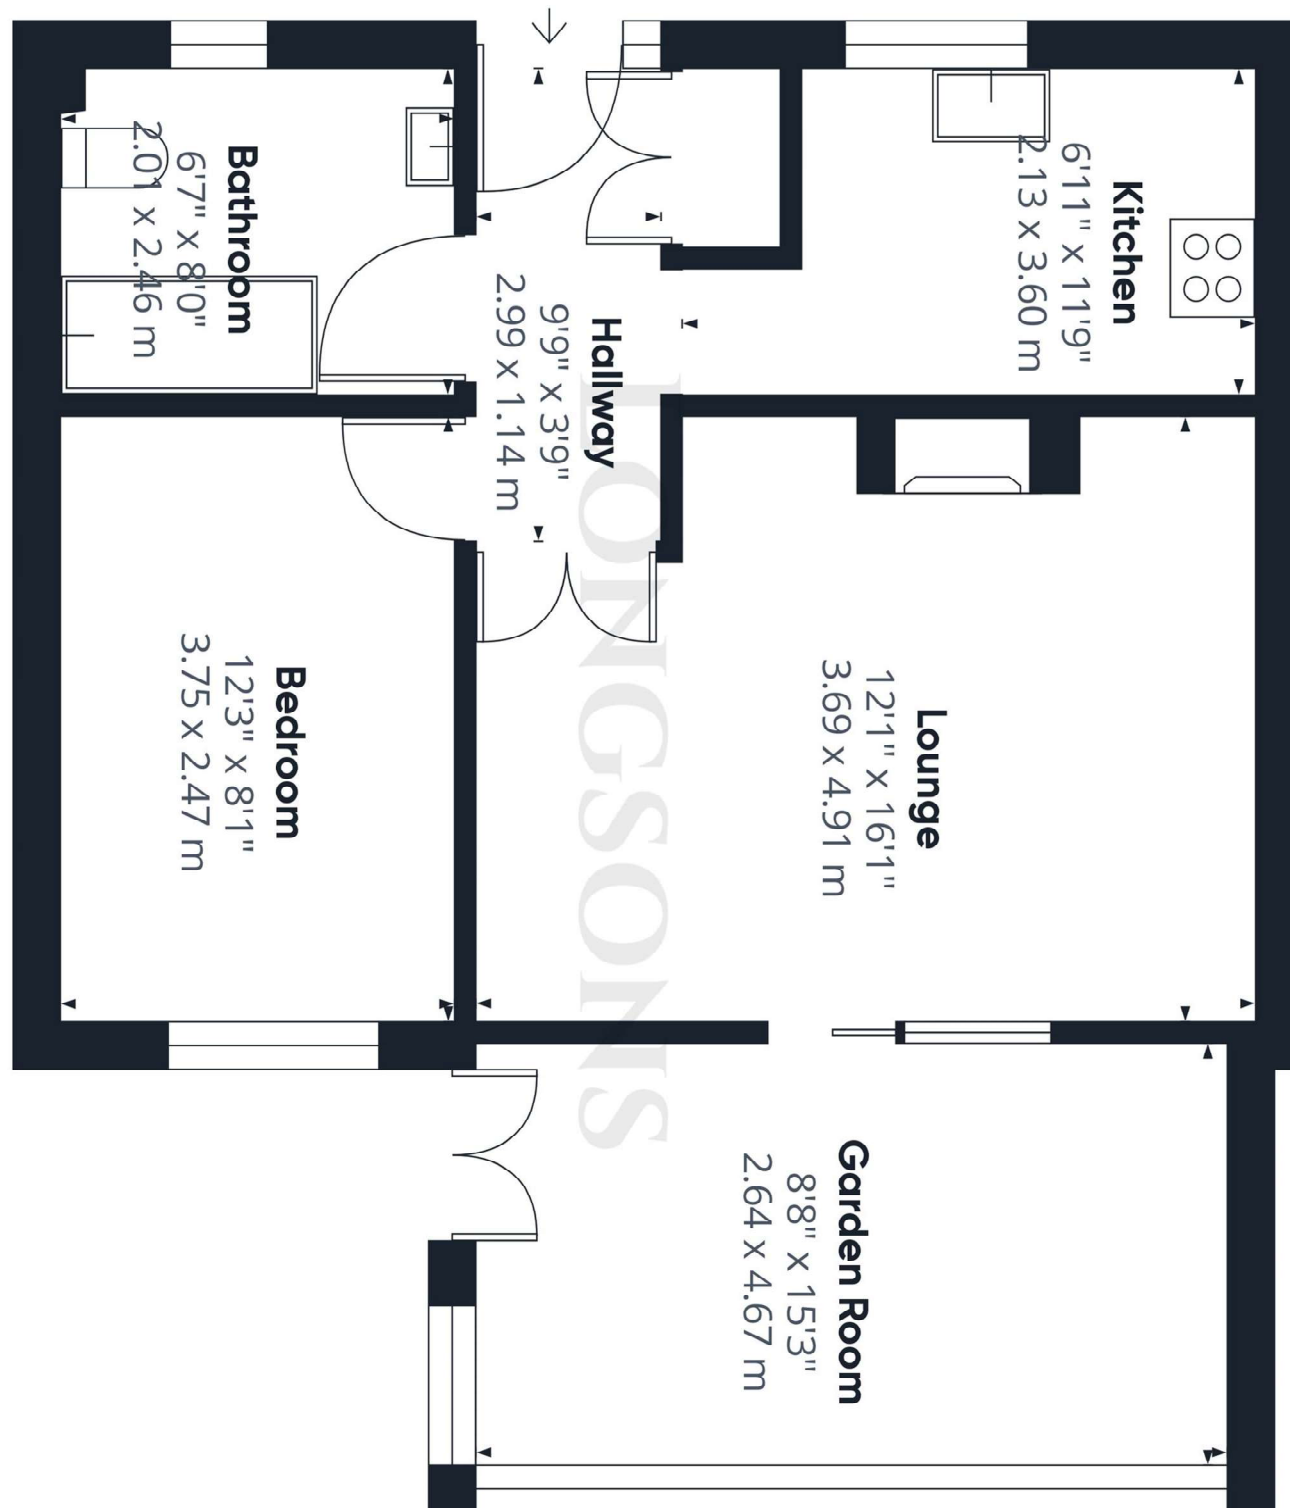 Bathroom
6'7" x 8'0"
2.01 x 2.46 m
Hallway
9'9" x 3'9"
2.99 x 1.14 m
Kitchen
6'11" x 11'9"
2.13 x 3.60 m
Bedroom
12'3" x 8'1"
3.75 x 2.47 m
Lounge
12'1" x 16'1"
3.69 x 4.91 m
Garden Room
8'8" x 15'3"
2.64 x 4.67 m
LONGSONS